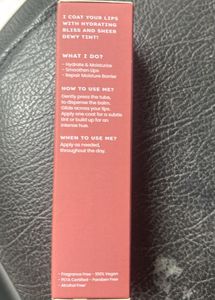 I COAT YOUR LIPS
WITH HYDRATING
BLISS AND SHEER
DEWY TINT!
WHAT I DO?
- Hydrate & Moisturise
- Smoothen Lips
- Repair Moisture Barrier
HOW TO USE ME?
Gently press the tube,
to dispense the balm.
Glide across your lips.
Apply one coat for a subtle
tint or build up for an
intense hue.
WHEN TO USE ME?
Apply as needed,
throughout the day.
- Fragrance Free - 100% Vegan
- PETA Certified - Paraben Free
- Alcohol Free